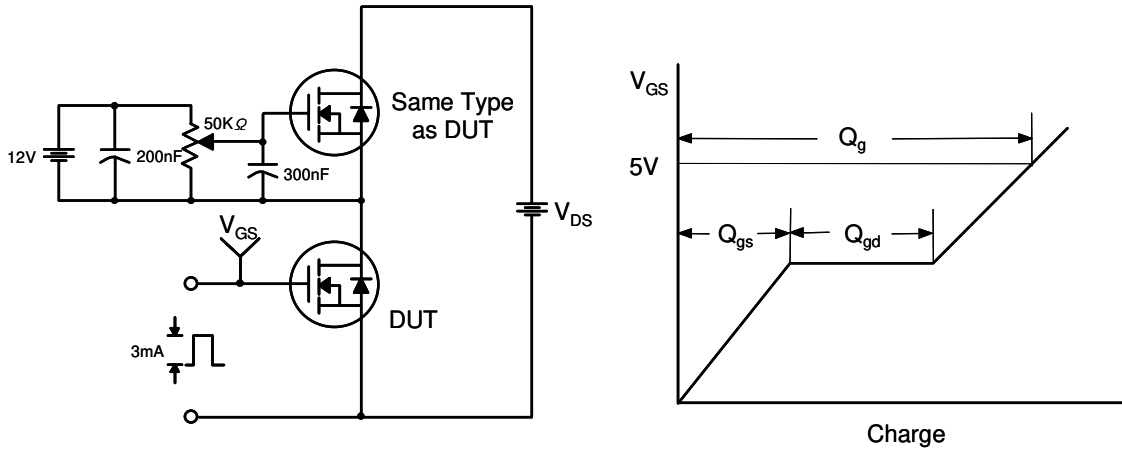 Same Type
as DUT
50KΩ
12V
200nF
300nF
V_GS
V_DS
DUT
3mA
V_GS
Q_g
5V
Q_gs
Q_gd
Charge